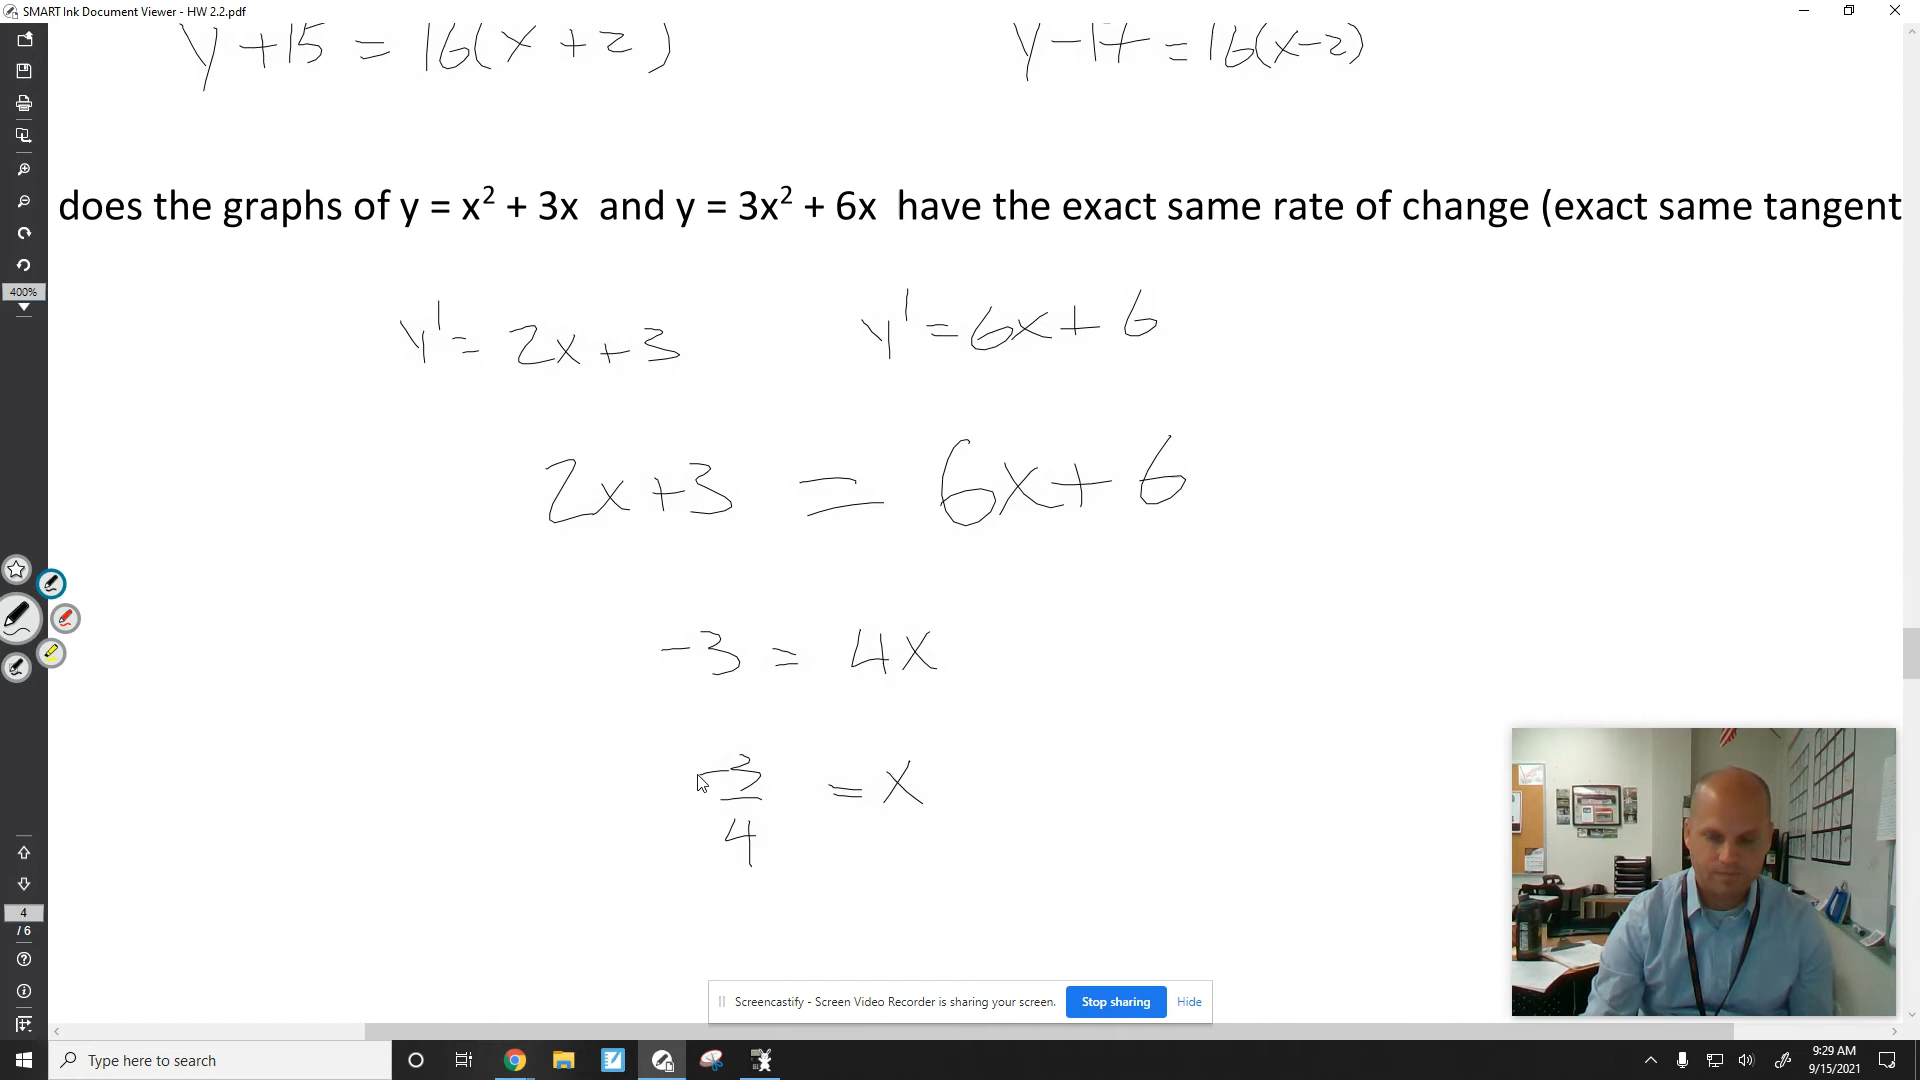 SMART Ink Document Viewer - HW 2.2.pdf
y + 15 = 16(x + 2)
y - 17 = 16(x - 2)
does the graphs of y = x² + 3x and y = 3x² + 6x have the exact same rate of change (exact same tangent
y' = 2x + 3
y' = 6x + 6
2x + 3 = 6x + 6
-3 = 4x
-3/4 = x
400%
4
/ 6
Screencastify - Screen Video Recorder is sharing your screen.
Stop sharing
Hide
Type here to search
9:29 AM
9/15/2021